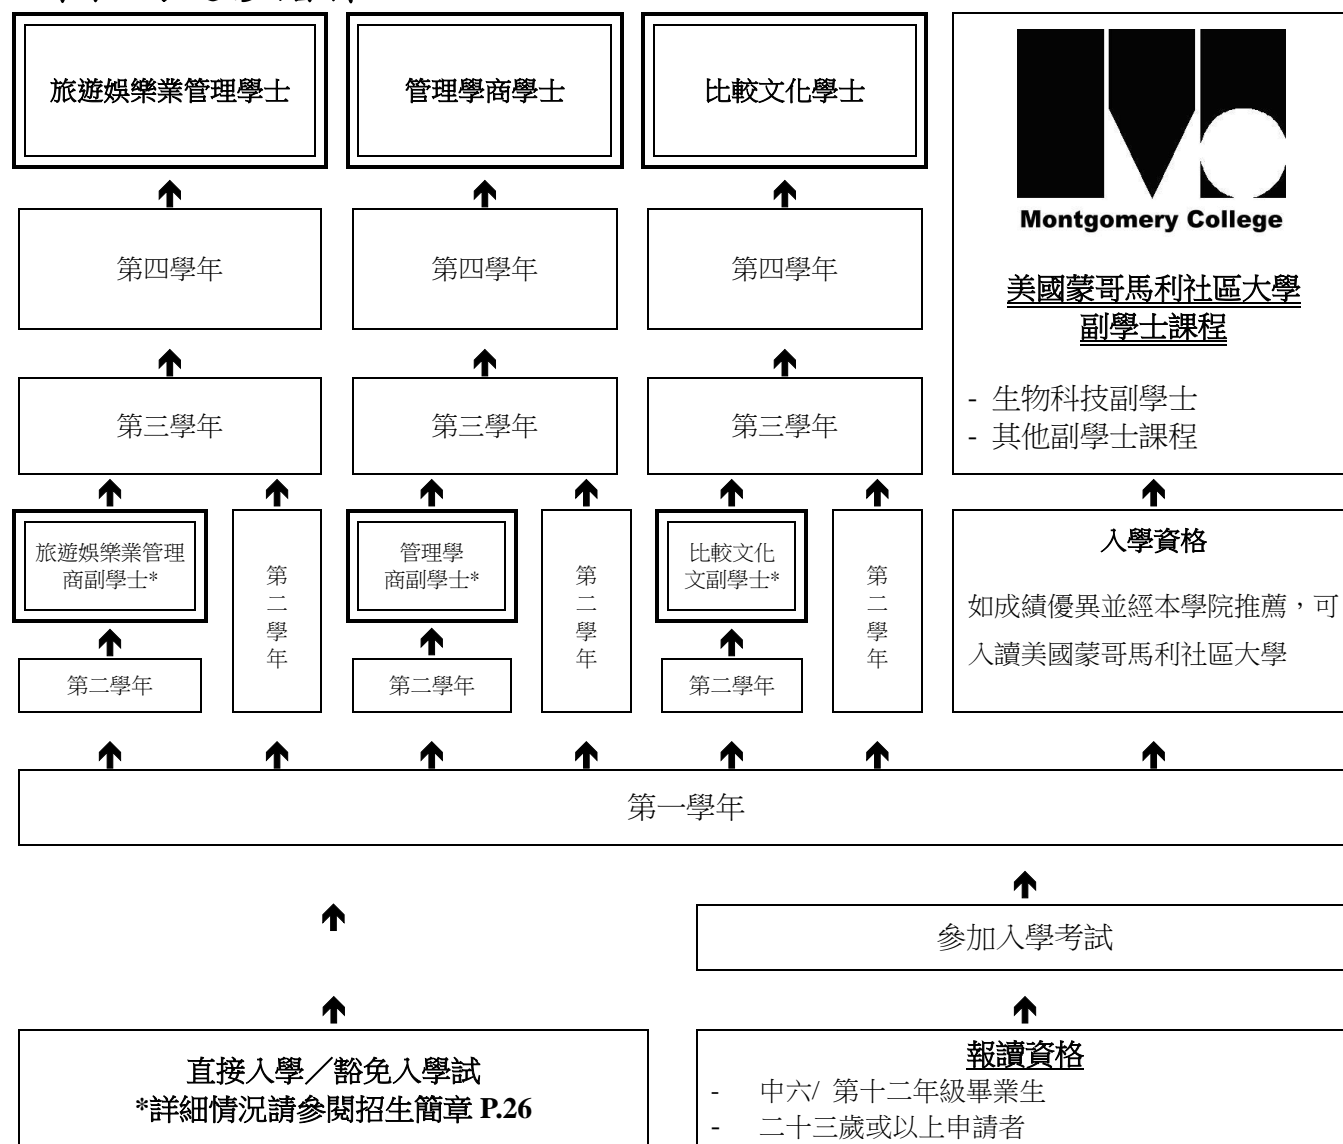 旅遊娛樂業管理學士
管理學商學士
比較文化學士
Montgomery College
美國蒙哥馬利社區大學
副學士課程
- 生物科技副學士
- 其他副學士課程
第四學年
第四學年
第四學年
第三學年
第三學年
第三學年
旅遊娛樂業管理
商副學士*
第二學年
管理學
商副學士*
第二學年
比較文化
文副學士*
第二學年
入學資格
如成績優異並經本學院推薦，可
入讀美國蒙哥馬利社區大學
第二學年
第二學年
第二學年
第一學年
參加入學考試
直接入學／豁免入學試
*詳細情況請參閱招生簡章 P.26
報讀資格
- 中六/ 第十二年級畢業生
- 二十三歲或以上申請者